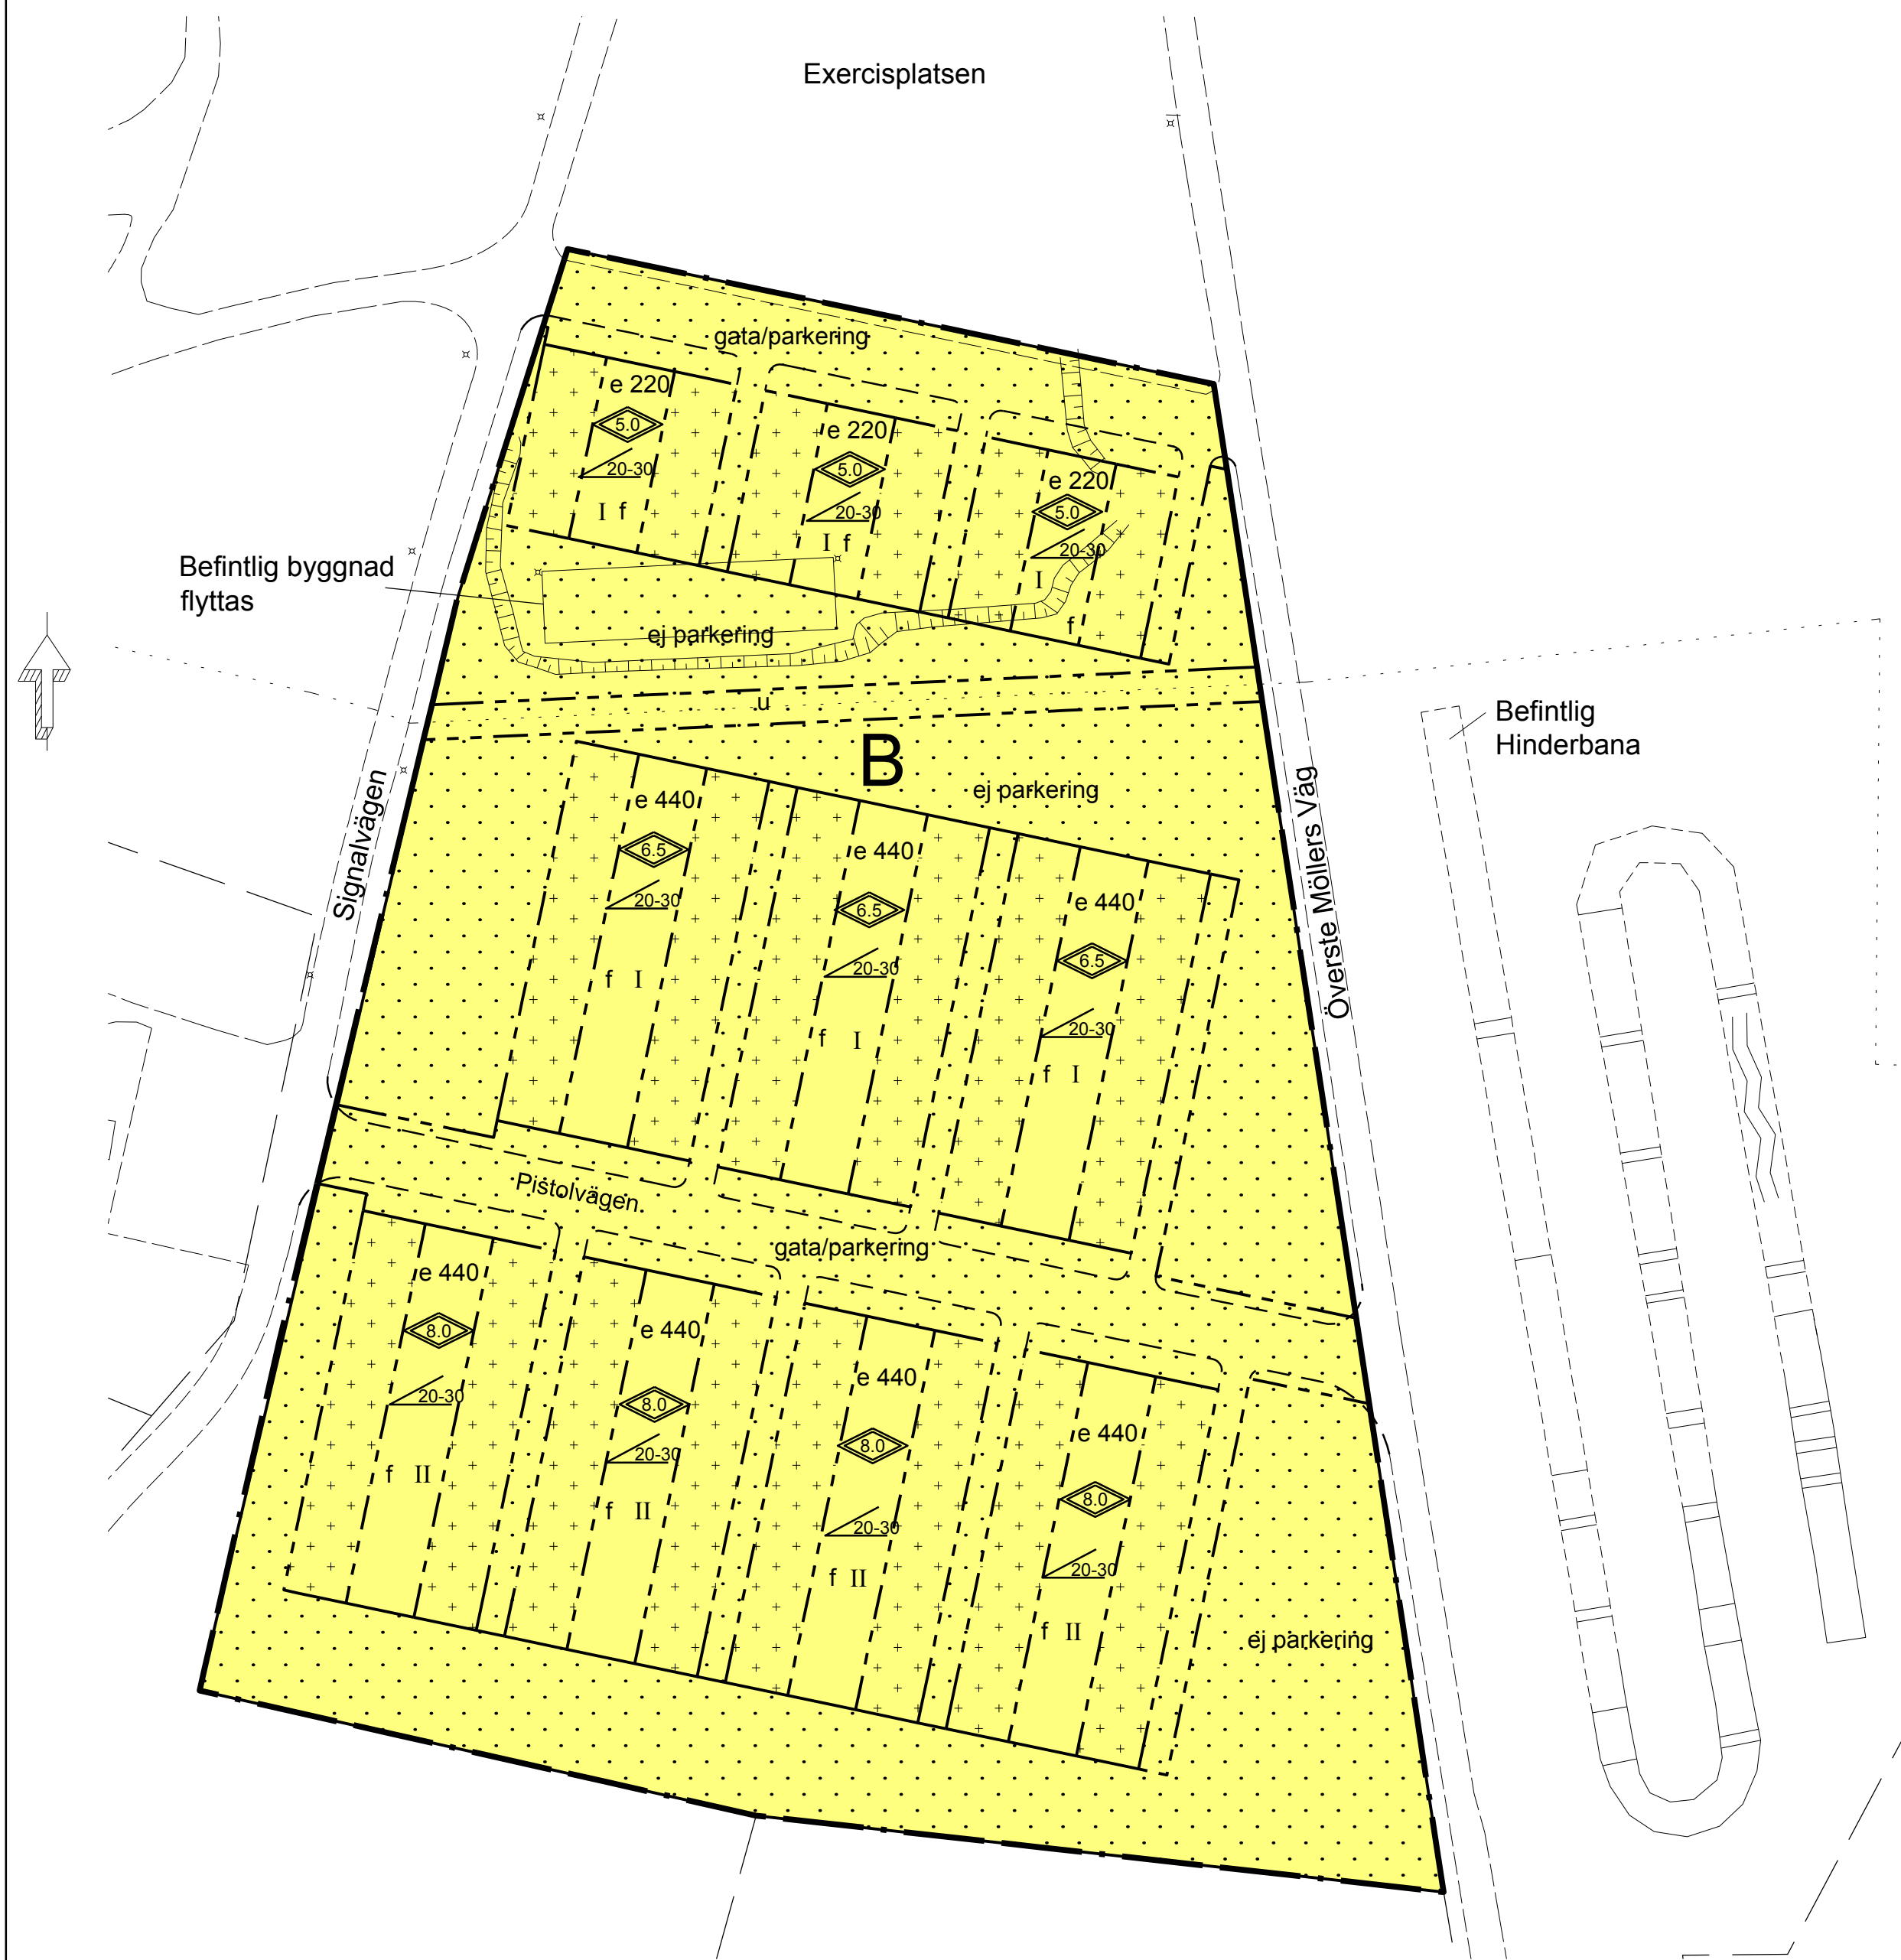 Exercisplatsen
gata/parkering
e 220
5.0
20-30
I f
e 220
5.0
20-30
I f
e 220
5.0
20-30
I
f
Befintlig byggnad
flyttas
ej parkering
u
B
ej parkering
Befintlig
Hinderbana
Signalvägen
Överste Möllers Väg
e 440
6.5
20-30
f I
e 440
6.5
20-30
f I
e 440
6.5
20-30
f I
Pistolvägen
gata/parkering
e 440
8.0
20-30
f II
e 440
8.0
20-30
f II
e 440
8.0
20-30
f II
e 440
8.0
20-30
f II
ej parkering